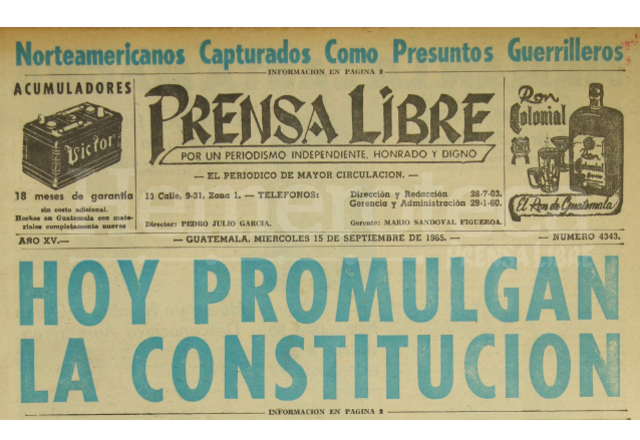 Norteamericanos Capturados Como Presuntos Guerrilleros
INFORMACION EN PAGINA 2
ACUMULADORES
Victor
18 meses de garantía
sin costo adicional.
Hechos en Guatemala con mate-
riales completamente nuevos
PRENSA LIBRE
POR UN PERIODISMO INDEPENDIENTE, HONRADO Y DIGNO
— EL PERIODICO DE MAYOR CIRCULACION. —
13 Calle, 9-31, Zona 1. — TELEFONOS:
Dirección y Redacción 28-7-03.
Gerencia y Administración 29-1-60.
Director: PEDRO JULIO GARCIA.
Gerente: MARIO SANDOVAL FIGUEROA.
Ron
Colonial
Ron
Colonial
El Ron de Guatemala
AÑO XV.—
— GUATEMALA, MIERCOLES 15 DE SEPTIEMBRE DE 1965. —
— NUMERO 4343.
HOY PROMULGAN
LA CONSTITUCION
INFORMACION EN PAGINA 2